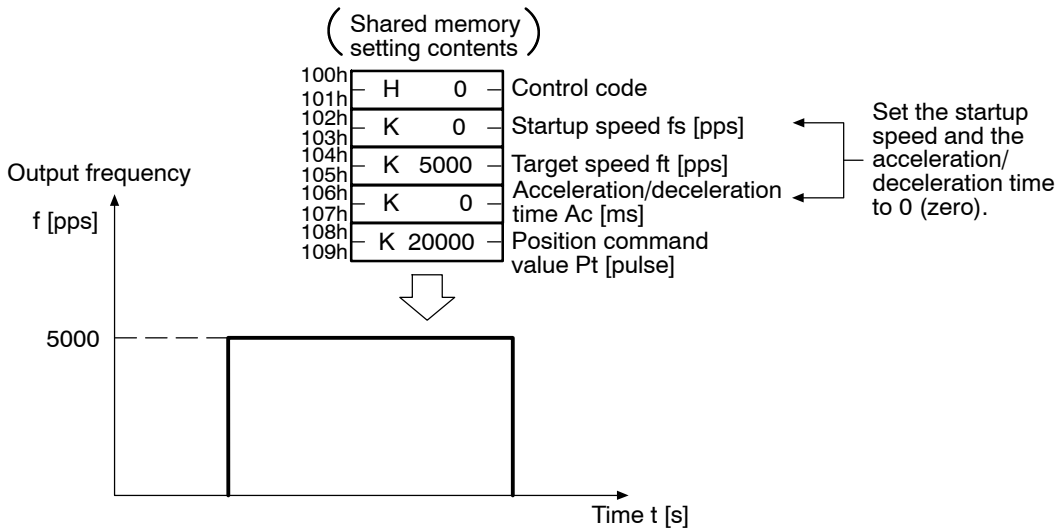 (Shared memory
setting contents)
100h
101h
H 0
Control code
102h
103h
K 0
Startup speed fs [pps]
104h
105h
K 5000
Target speed ft [pps]
106h
107h
K 0
Acceleration/deceleration
time Ac [ms]
108h
109h
K 20000
Position command
value Pt [pulse]
Set the startup
speed and the
acceleration/
deceleration time
to 0 (zero).
Output frequency
f [pps]
5000
Time t [s]